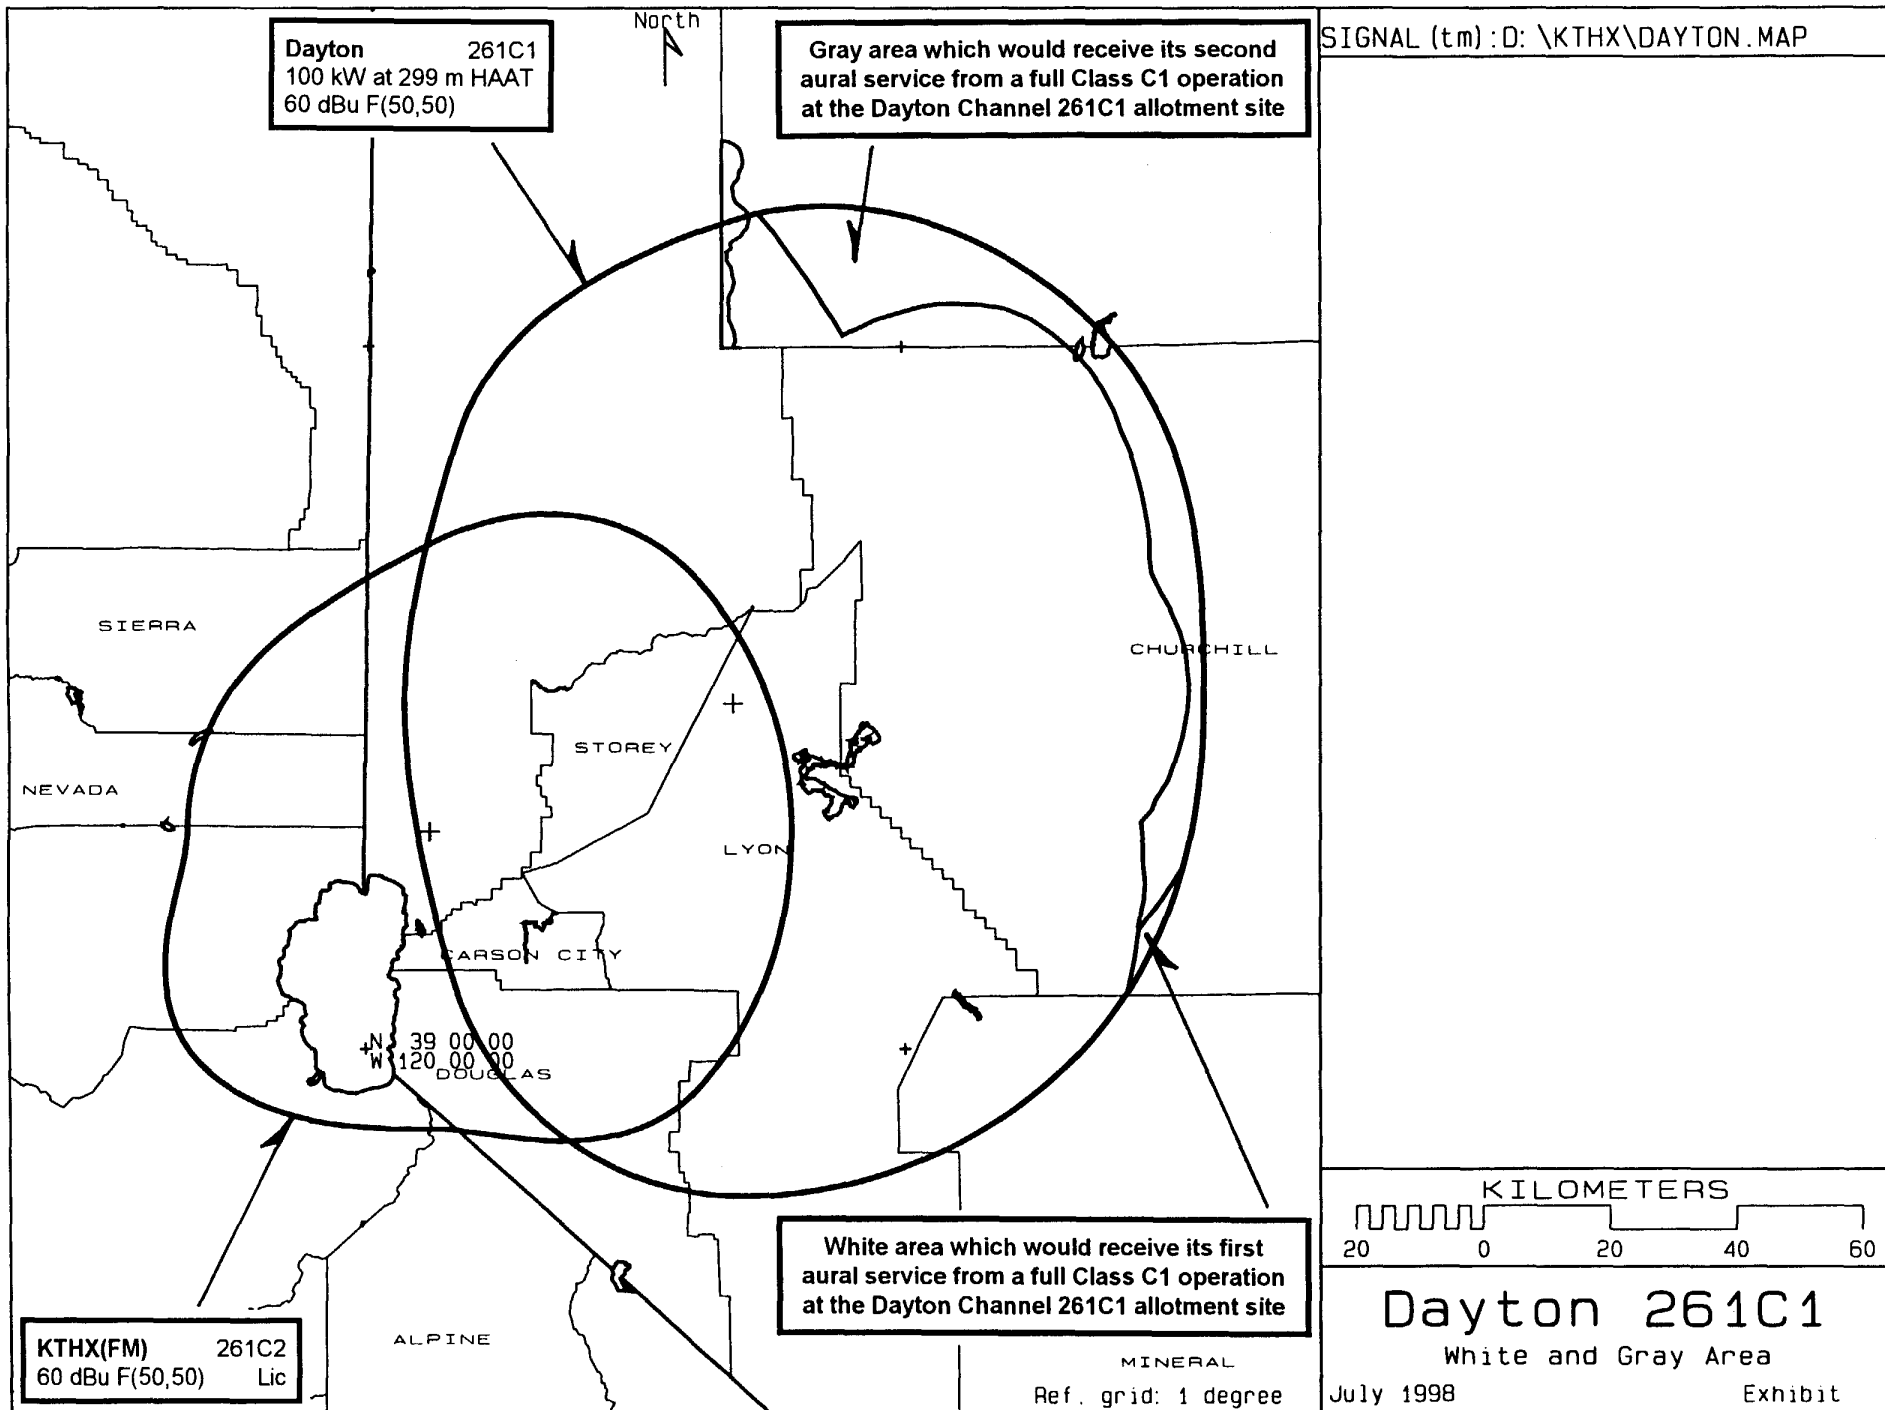 North
SIGNAL (tm) : D: \KTHX\DAYTON.MAP
Dayton 261C1
100 kW at 299 m HAAT
60 dBu F(50,50)
Gray area which would receive its second
aural service from a full Class C1 operation
at the Dayton Channel 261C1 allotment site
SIERRA
CHURCHILL
STOREY
NEVADA
LYON
CARSON CITY
N 39 00 00
W 120 00 00
DOUGLAS
White area which would receive its first
aural service from a full Class C1 operation
at the Dayton Channel 261C1 allotment site
KTHX(FM) 261C2
60 dBu F(50,50) Lic
ALPINE
MINERAL
Ref. grid: 1 degree
KILOMETERS
20 0 20 40 60
Dayton 261C1
White and Gray Area
July 1998 Exhibit